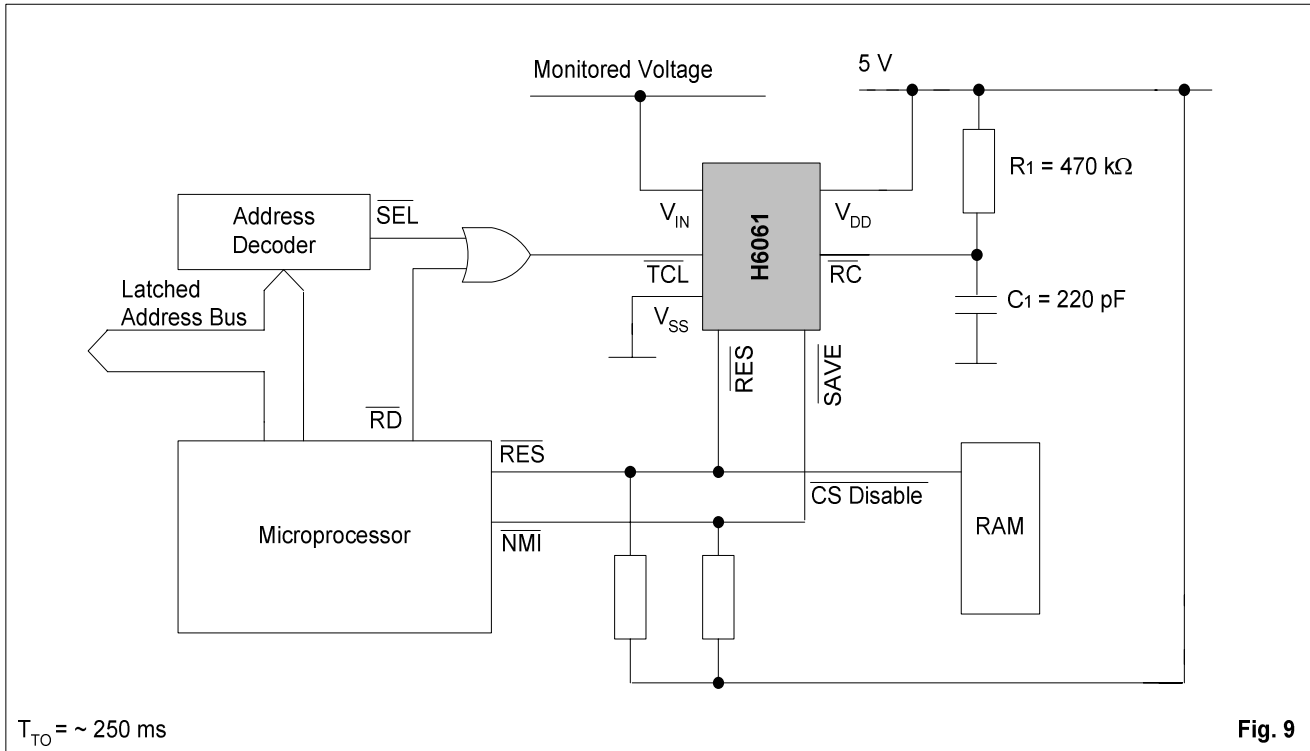 Monitored Voltage
5 V
R1 = 470 kΩ
Address
Decoder
SEL
VIN
VDD
H6061
TCL
RC
Latched
Address Bus
VSS
C1 = 220 pF
RES
SAVE
RD
RES
CS Disable
Microprocessor
NMI
RAM
TTO = ~ 250 ms
Fig. 9